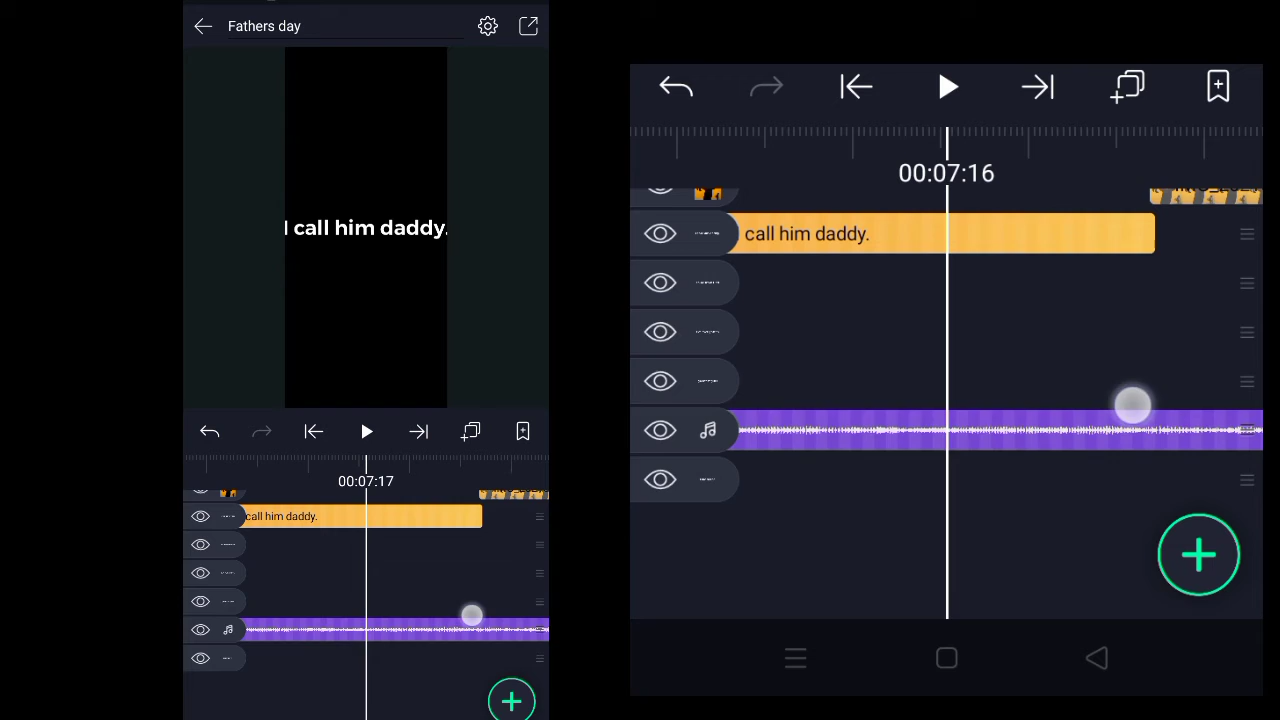 Fathers day
I call him daddy.
00:07:17
call him daddy.
00:07:16
call him daddy.